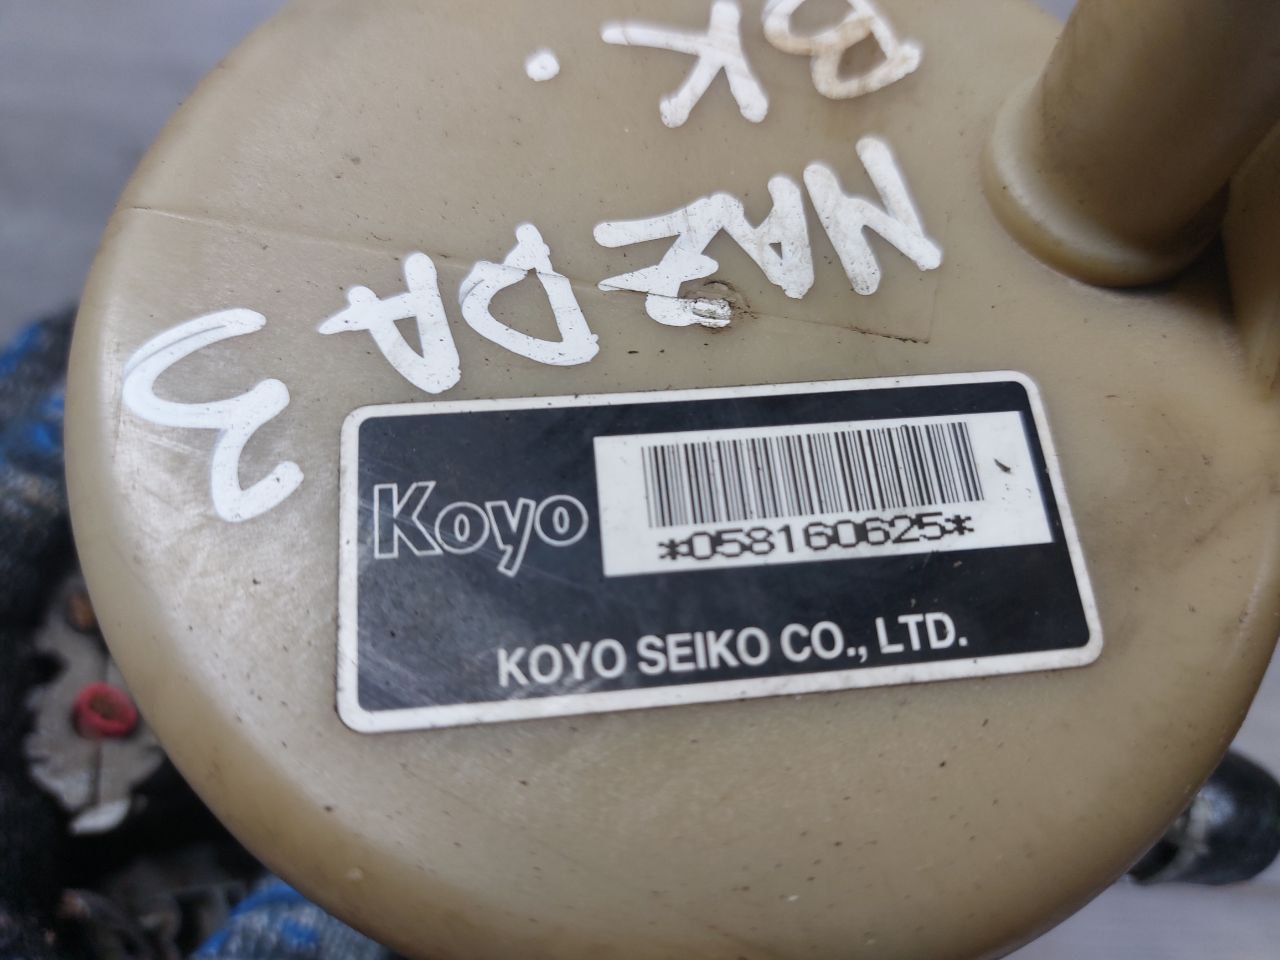 Koyo
*058160625*
KOYO SEIKO CO., LTD.
MAZDA 3
BK.